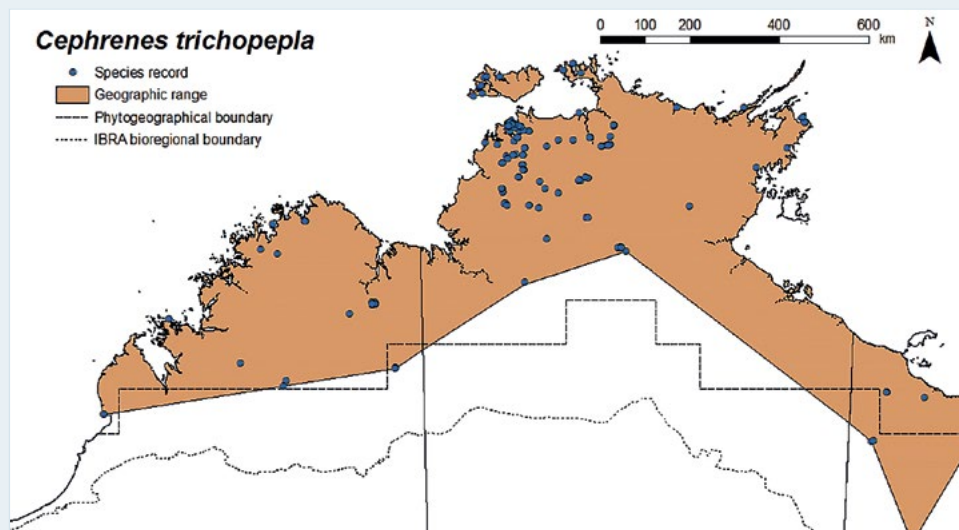 Cephrenes trichopepla
Species record
Geographic range
Phytogeographical boundary
IBRA bioregional boundary
0 100 200 400 600
km
N